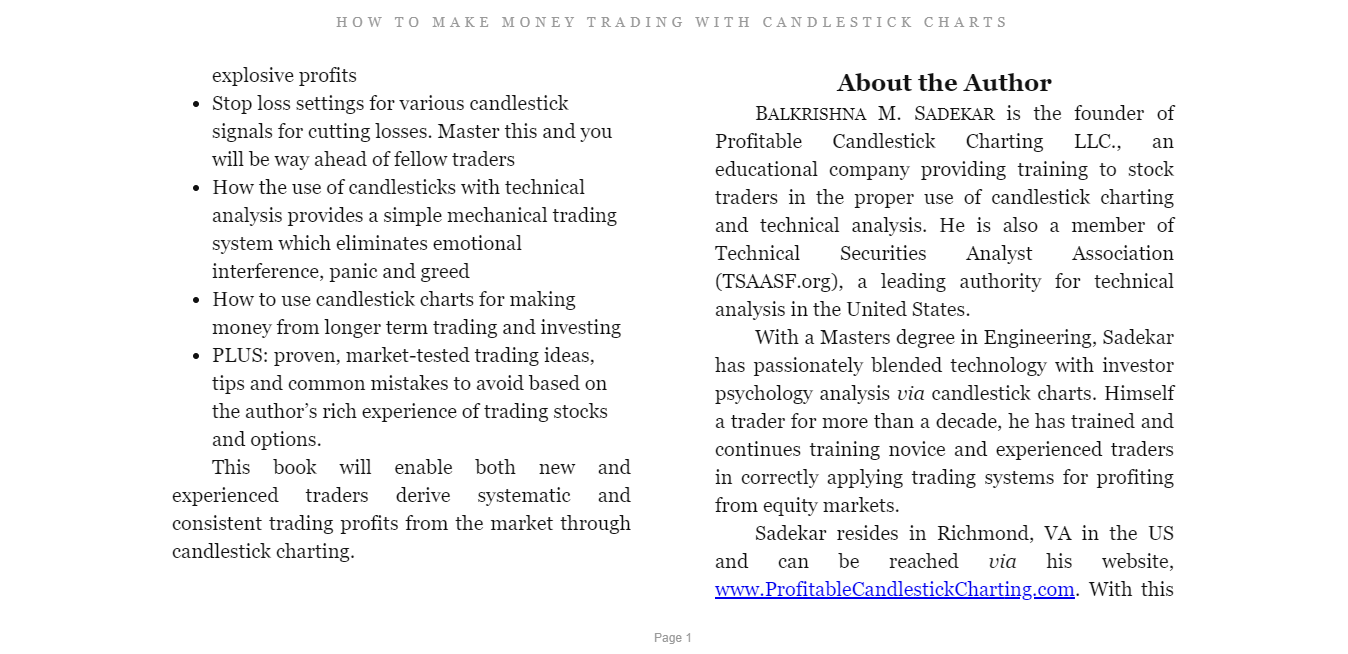 HOW TO MAKE MONEY TRADING WITH CANDLESTICK CHARTS
explosive profits
• Stop loss settings for various candlestick
signals for cutting losses. Master this and you
will be way ahead of fellow traders
• How the use of candlesticks with technical
analysis provides a simple mechanical trading
system which eliminates emotional
interference, panic and greed
• How to use candlestick charts for making
money from longer term trading and investing
• PLUS: proven, market-tested trading ideas,
tips and common mistakes to avoid based on
the author’s rich experience of trading stocks
and options.
This book will enable both new and
experienced traders derive systematic and
consistent trading profits from the market through
candlestick charting.
About the Author
BALKRISHNA M. SADEKAR is the founder of
Profitable Candlestick Charting LLC., an
educational company providing training to stock
traders in the proper use of candlestick charting
and technical analysis. He is also a member of
Technical Securities Analyst Association
(TSAASF.org), a leading authority for technical
analysis in the United States.
With a Masters degree in Engineering, Sadekar
has passionately blended technology with investor
psychology analysis via candlestick charts. Himself
a trader for more than a decade, he has trained and
continues training novice and experienced traders
in correctly applying trading systems for profiting
from equity markets.
Sadekar resides in Richmond, VA in the US
and can be reached via his website,
www.ProfitableCandlestickCharting.com. With this
Page 1